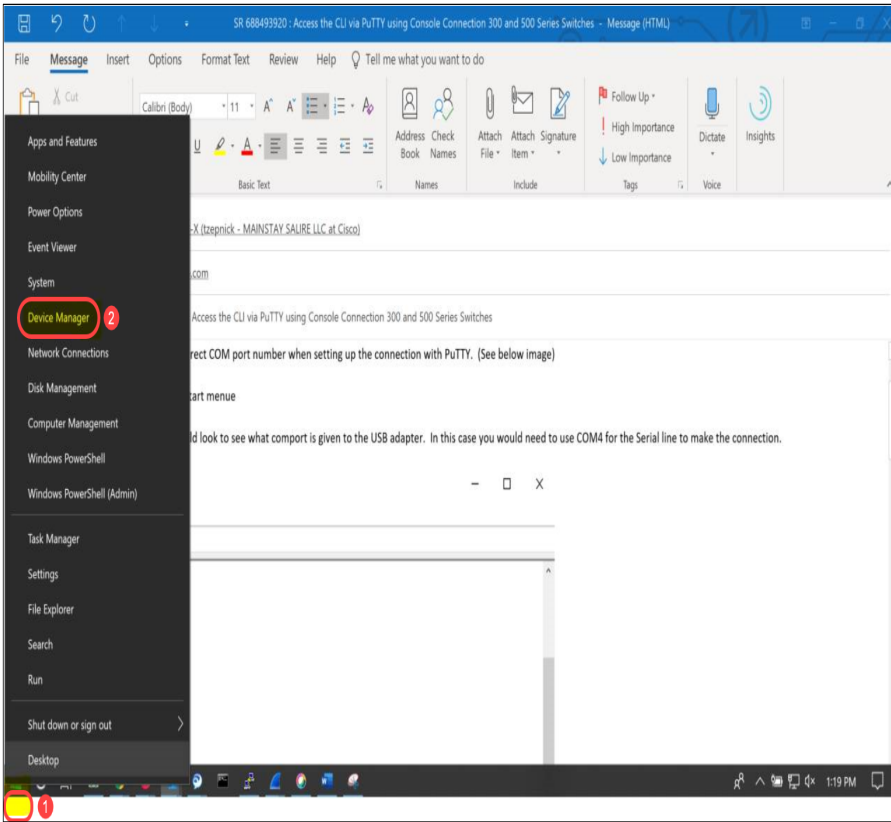 SR 688493920 : Access the CLI via PuTTY using Console Connection 300 and 500 Series Switches - Message (HTML)
File Message Insert Options Format Text Review Help Tell me what you want to do
Cut
Calibri (Body) 11
Address Book
Check Names
Attach File
Attach Item
Signature
Follow Up
High Importance
Low Importance
Dictate
Insights
Basic Text
Names
Include
Tags
Voice
Apps and Features
Mobility Center
Power Options
Event Viewer
System
Device Manager 2
Network Connections
Disk Management
Computer Management
Windows PowerShell
Windows PowerShell (Admin)
Task Manager
Settings
File Explorer
Search
Run
Shut down or sign out
Desktop
-X (tzepnick - MAINSTAY SALIRE LLC at Cisco)
.com
Access the CLI via PuTTY using Console Connection 300 and 500 Series Switches
rect COM port number when setting up the connection with PuTTY. (See below image)
tart menue
ld look to see what comport is given to the USB adapter. In this case you would need to use COM4 for the Serial line to make the connection.
1:19 PM
1